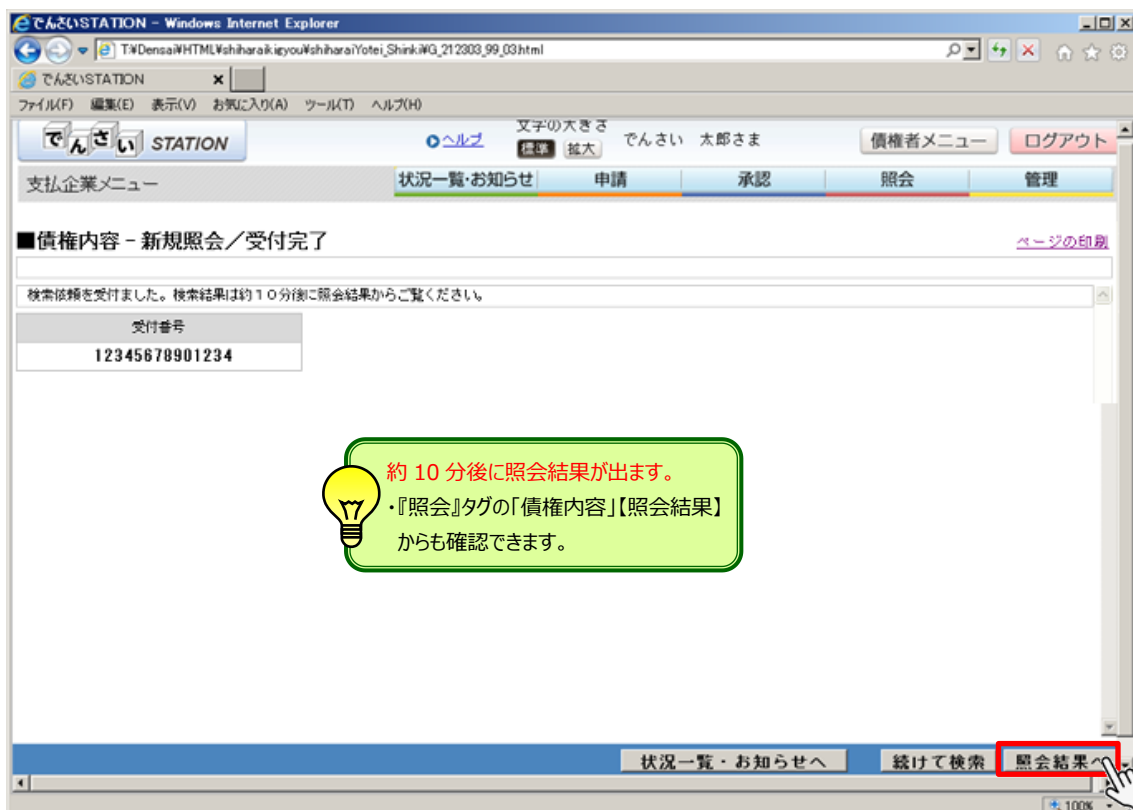 でんさいSTATION - Windows Internet Explorer
T:¥Densai¥HTML¥shiharaikigyou¥shiharaiYotei_Shinki¥G_212303_99_03.html
でんさいSTATION
ファイル(F) 編集(E) 表示(V) お気に入り(A) ツール(T) ヘルプ(H)
でんさい STATION
ヘルプ
文字の大きさ
標準 拡大
でんさい 太郎さま
債権者メニュー
ログアウト
支払企業メニュー
状況一覧・お知らせ 申請 承認 照会 管理
■債権内容 - 新規照会／受付完了
ページの印刷
検索依頼を受付ました。検索結果は約１０分後に照会結果からご覧ください。
受付番号
12345678901234
約 10 分後に照会結果が出ます。
・『照会』タグの「債権内容」【照会結果】
からも確認できます。
状況一覧・お知らせへ 続けて検索 照会結果へ
100%